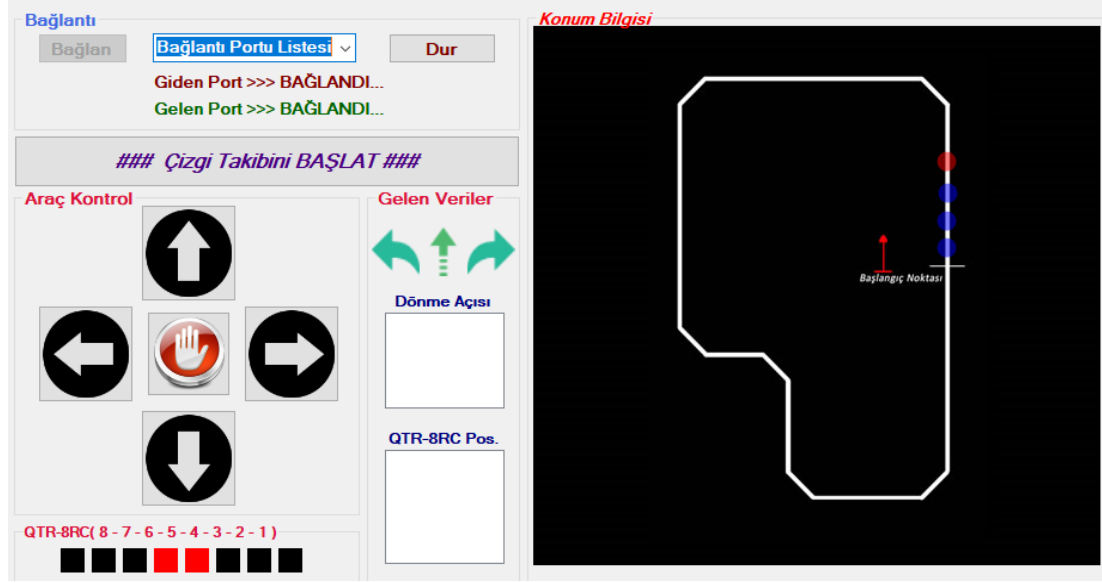 Bağlantı
Bağlan
Bağlantı Portu Listesi
Dur
Giden Port >>> BAĞLANDI...
Gelen Port >>> BAĞLANDI...
### Çizgi Takibini BAŞLAT ###
Araç Kontrol
Gelen Veriler
Dönme Açısı
QTR-8RC Pos.
QTR-8RC( 8 - 7 - 6 - 5 - 4 - 3 - 2 - 1 )
Konum Bilgisi
Başlangıç Noktası